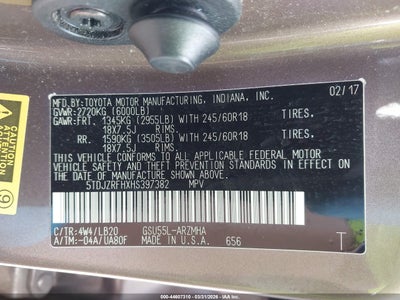 MFD.BY:TOYOTA MOTOR MANUFACTURING, INDIANA, INC. 02/17
GVWR:2720KG (6000LB)
GAWR:FRT. 1345KG (2955LB) WITH 245/60R18 TIRES,
18X7.5J RIMS.
RR. 1590KG (3505LB) WITH 245/60R18 TIRES,
18X7.5J RIMS.
THIS VEHICLE CONFORMS TO ALL APPLICABLE FEDERAL MOTOR VEHICLE
SAFETY, BUMPER, AND THEFT PREVENTION STANDARDS IN EFFECT
ON THE DATE OF MANUFACTURE SHOWN ABOVE.
5TDJZRFHXHS397382 MPV
C/TR:4W4/LB20 GSU55L-ARZMHA
A/TM:-04A/UA80F MADE IN U.S.A. 656 T
000-44607310 - 03/31/2026 - IAAI.COM